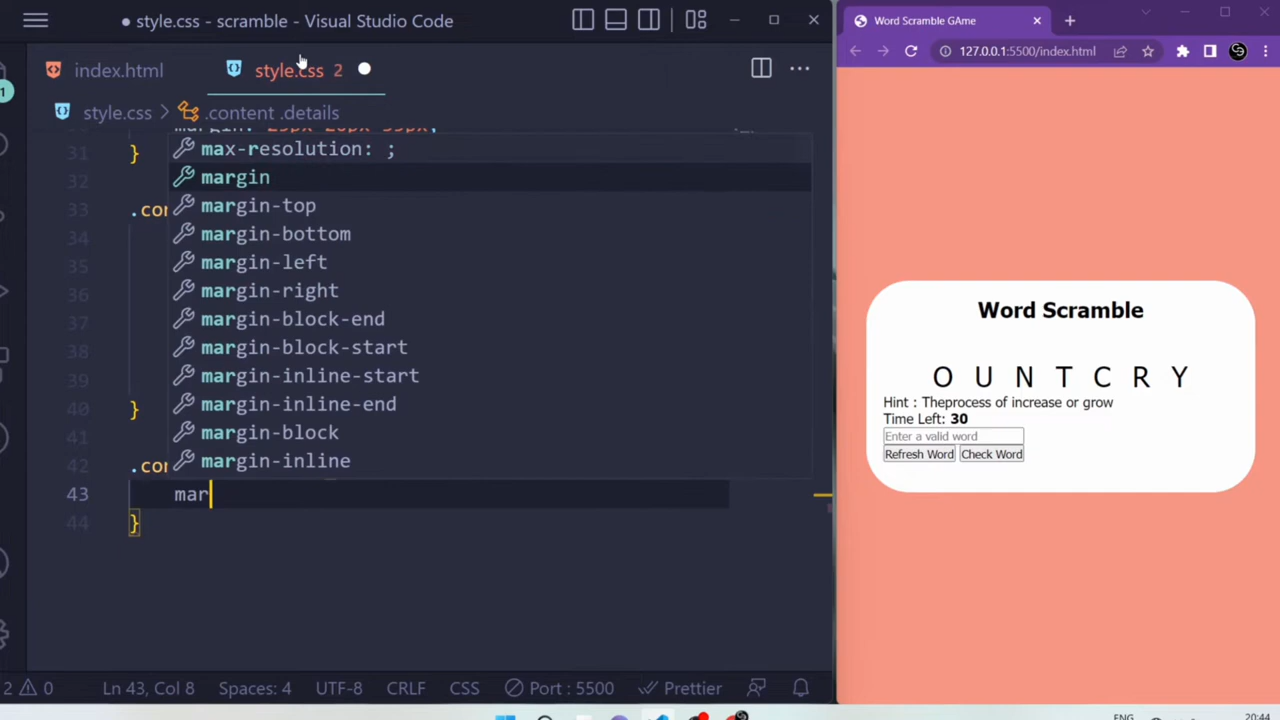 ● style.css - scramble - Visual Studio Code
index.html
style.css 2
style.css > .content .details
31 }
max-resolution: ;
32
margin
33 .con
margin-top
34
margin-bottom
35
margin-left
36
margin-right
37
margin-block-end
38
margin-block-start
39
margin-inline-start
40 }
margin-inline-end
41
margin-block
42 .con
margin-inline
43 mar
44 }
1
2 0
Ln 43, Col 8
Spaces: 4
UTF-8
CRLF
CSS
Port : 5500
Prettier
Word Scramble GAme
127.0.0.1:5500/index.html
Word Scramble
O U N T C R Y
Hint : Theprocess of increase or grow
Time Left: 30
Enter a valid word
Refresh Word Check Word
ENG
20:44